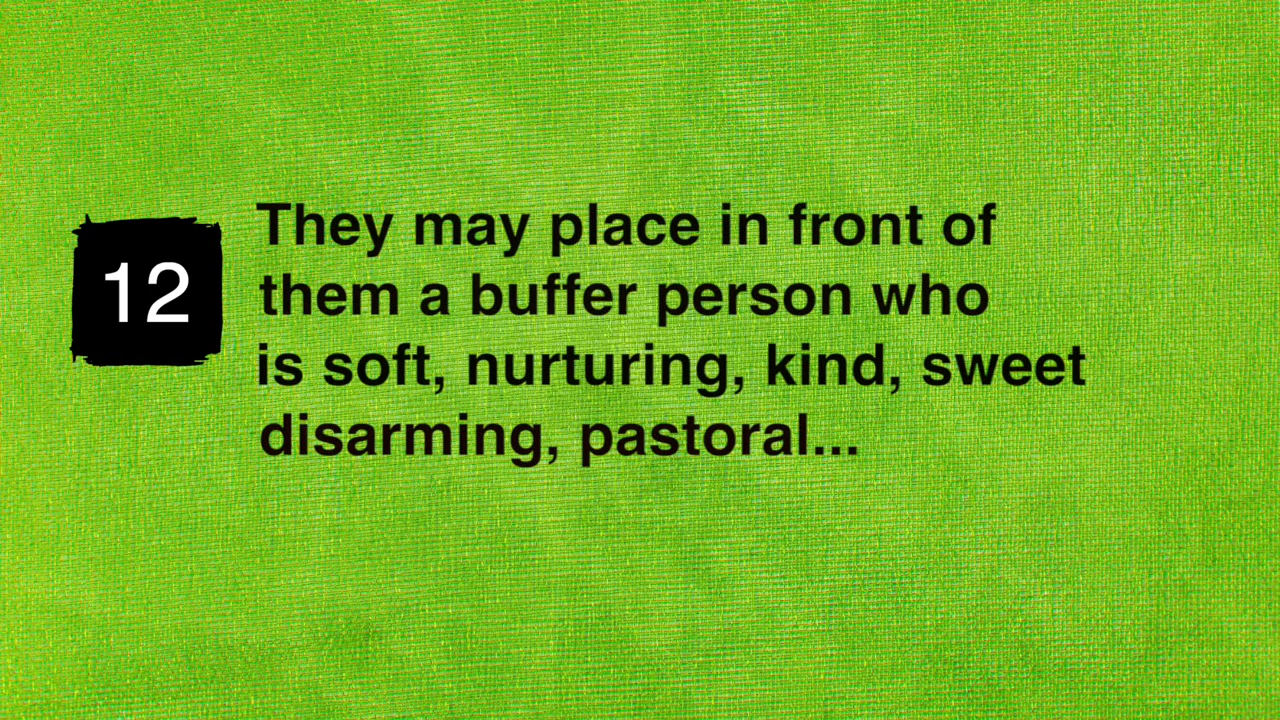 12
They may place in front of
them a buffer person who
is soft, nurturing, kind, sweet
disarming, pastoral...